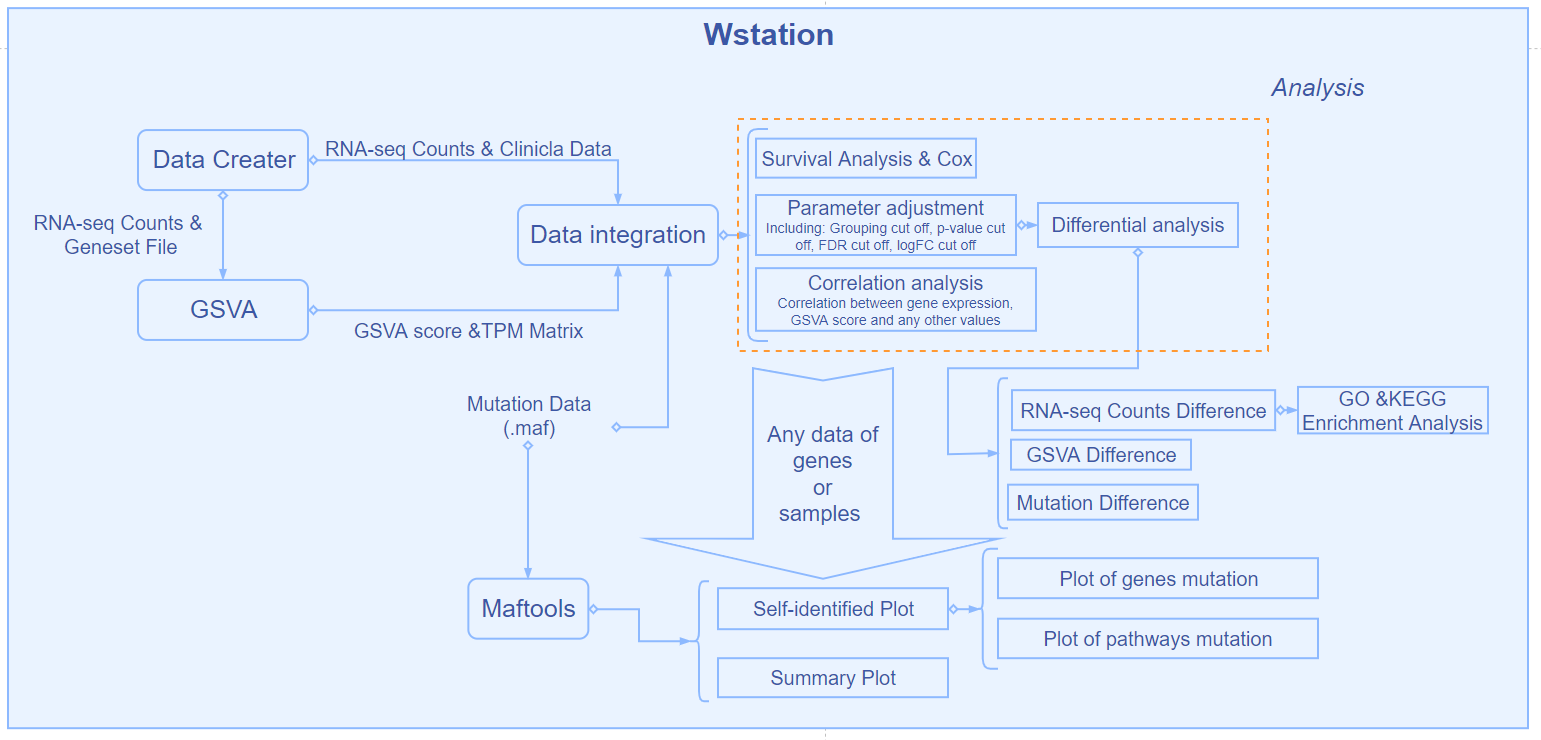 Wstation
Analysis
Data Creater
RNA-seq Counts & Clinicla Data
RNA-seq Counts &
Geneset File
Data integration
GSVA
GSVA score &TPM Matrix
Mutation Data
(.maf)
Survival Analysis & Cox
Parameter adjustment
Including: Grouping cut off, p-value cut
off, FDR cut off, logFC cut off
Differential analysis
Correlation analysis
Correlation between gene expression,
GSVA score and any other values
Any data of
genes
or
samples
RNA-seq Counts Difference
GO &KEGG
Enrichment Analysis
GSVA Difference
Mutation Difference
Maftools
Self-identified Plot
Summary Plot
Plot of genes mutation
Plot of pathways mutation